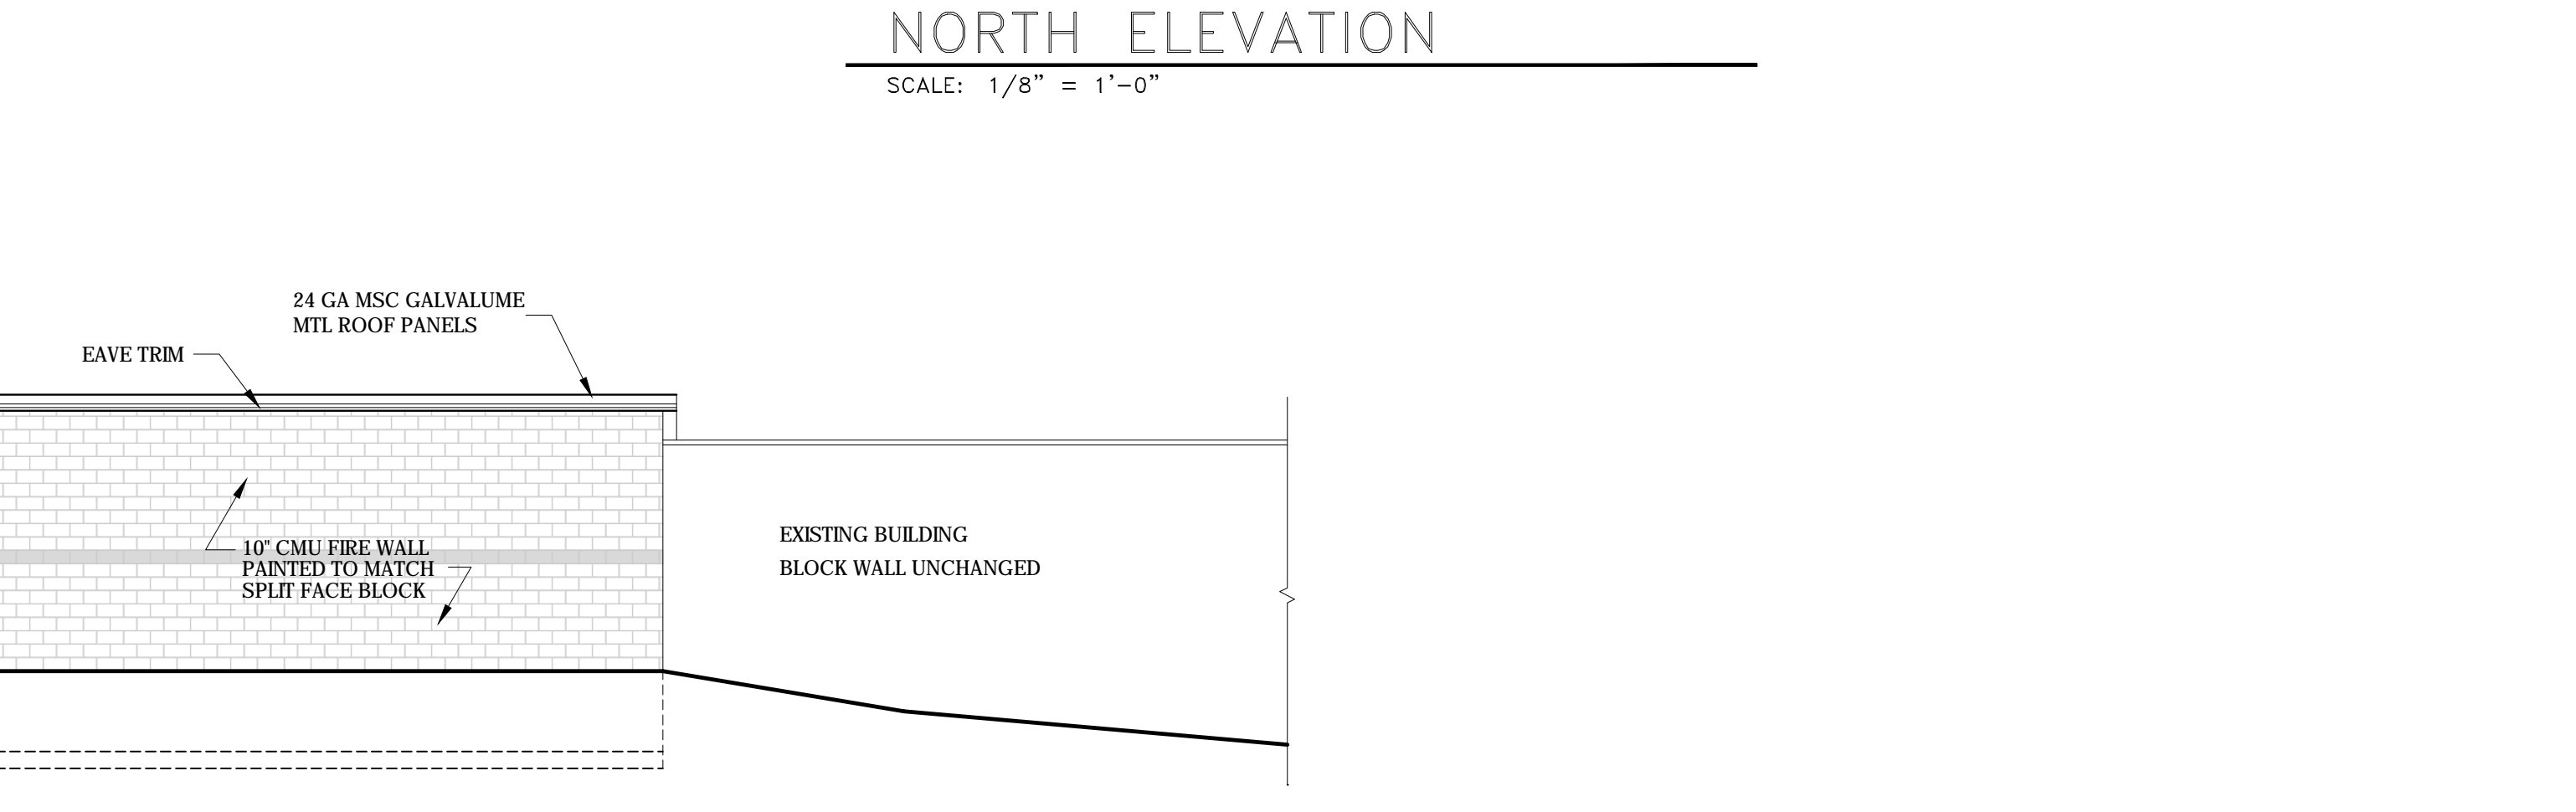 NORTH ELEVATION
SCALE: 1/8" = 1'-0"
24 GA MSC GALVALUME
MTL ROOF PANELS
EAVE TRIM
10" CMU FIRE WALL
PAINTED TO MATCH
SPLIT FACE BLOCK
EXISTING BUILDING
BLOCK WALL UNCHANGED